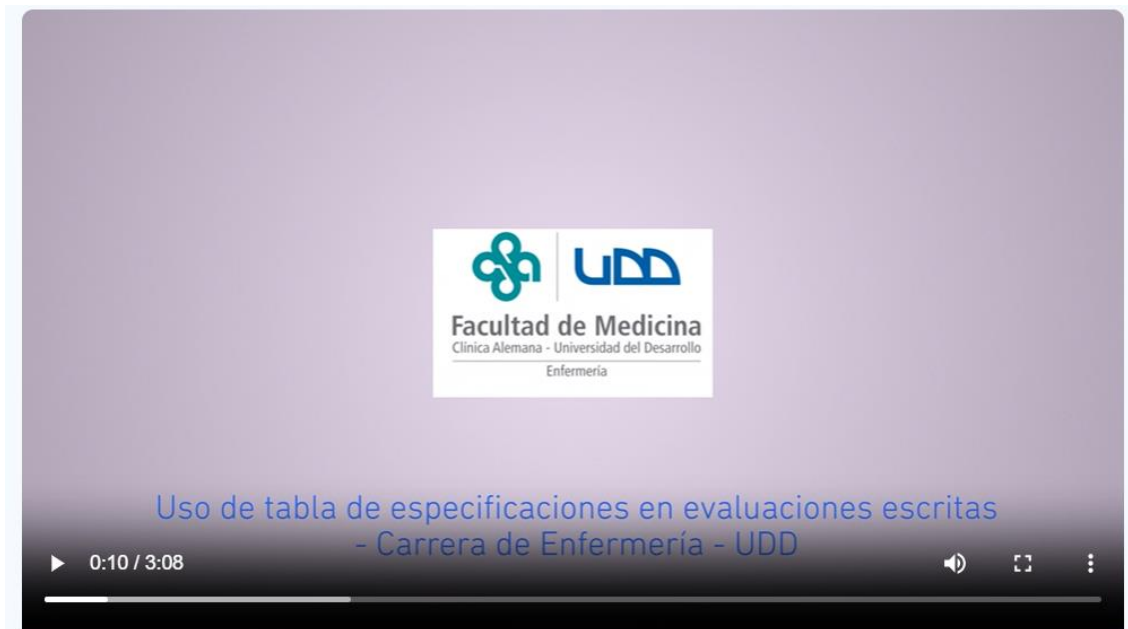 UDD
Facultad de Medicina
Clínica Alemana - Universidad del Desarrollo
Enfermería
Uso de tabla de especificaciones en evaluaciones escritas
- Carrera de Enfermería - UDD
0:10 / 3:08